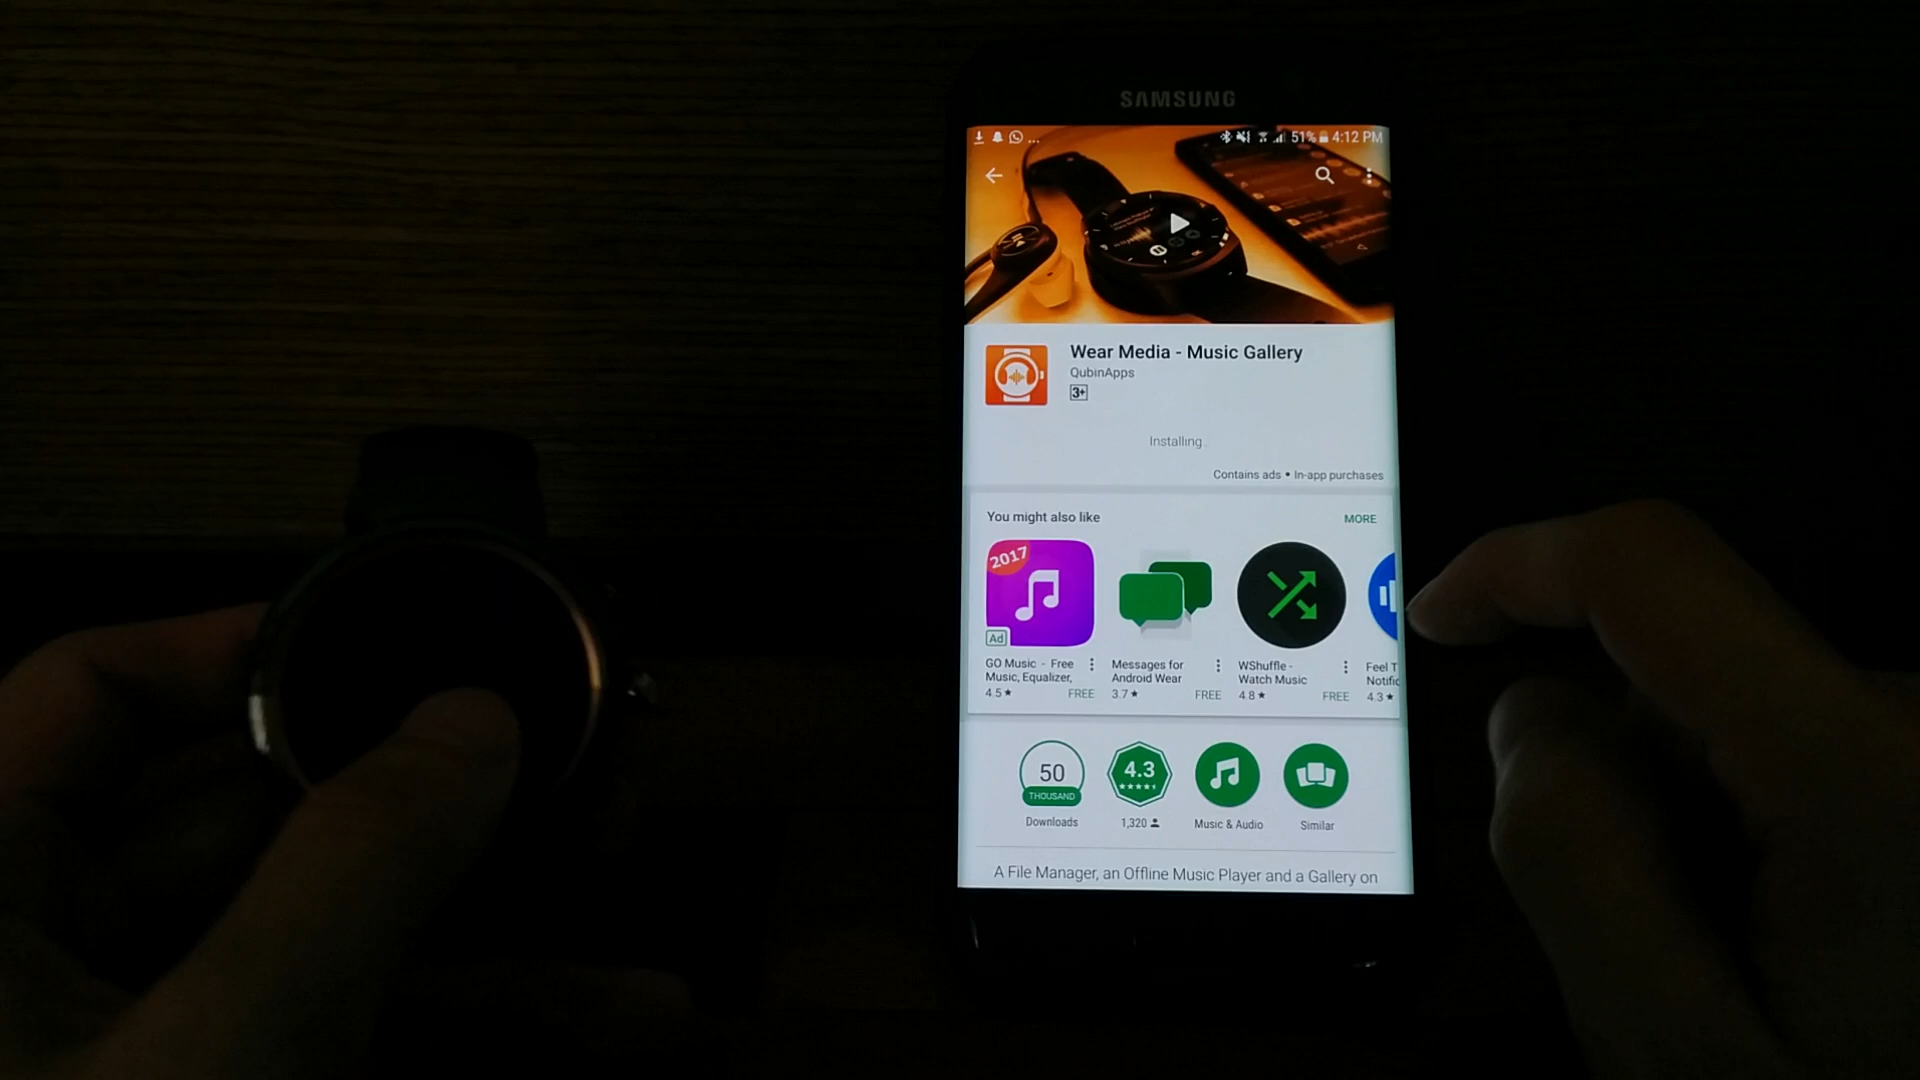 SAMSUNG
... 51% 4:12 PM
Wear Media - Music Gallery
QubinApps
3+
Installing
Contains ads • In-app purchases
You might also like MORE
2017
Ad
GO Music - Free
Music, Equalizer,
4.5★ FREE
Messages for
Android Wear
3.7★ FREE
WShuffle -
Watch Music
4.8★ FREE
Feel T
Notific
4.3★
50
THOUSAND
Downloads
4.3
1,320
Music & Audio
Similar
A File Manager, an Offline Music Player and a Gallery on